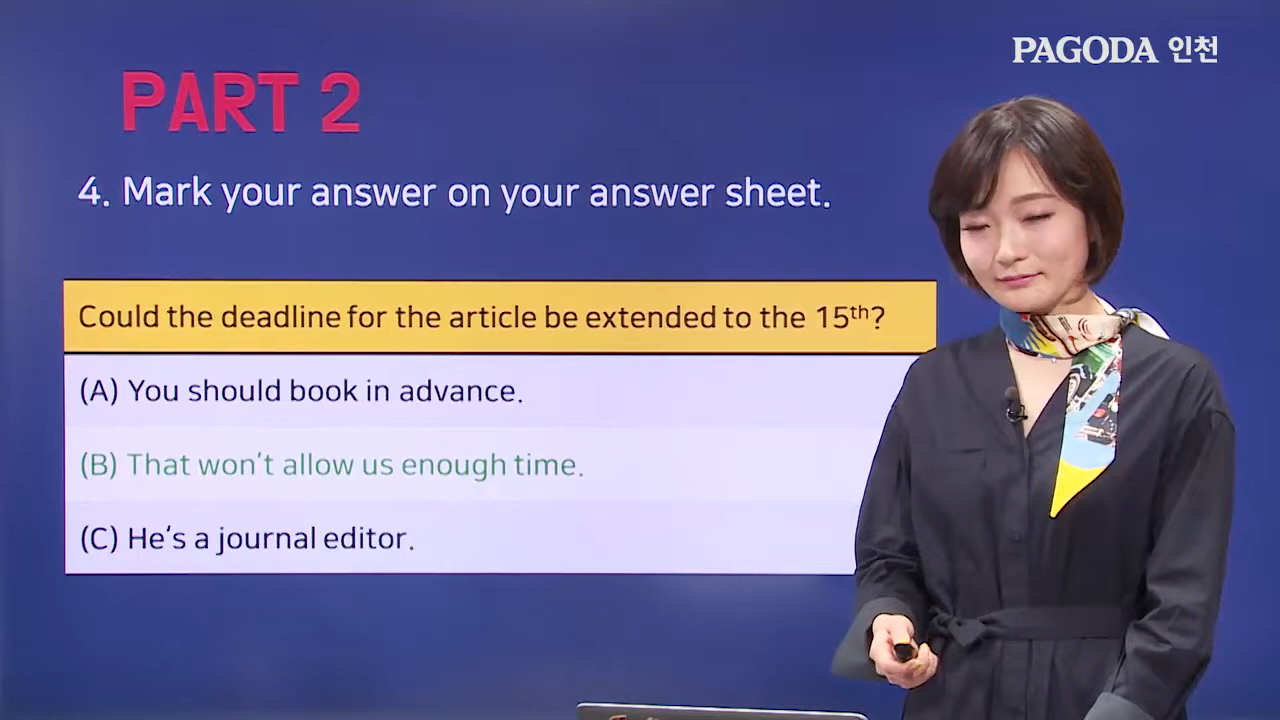 PAGODA 인천
PART 2
4. Mark your answer on your answer sheet.
Could the deadline for the article be extended to the 15th?
(A) You should book in advance.
(B) That won't allow us enough time.
(C) He's a journal editor.